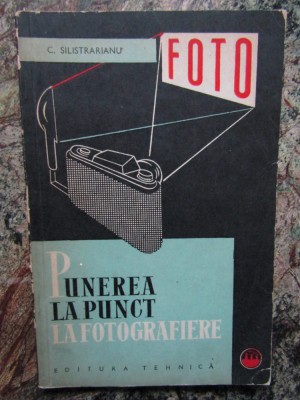 C. SILISTRARIANU
FOTO
PUNEREA
LA PUNCT
LA FOTOGRAFIERE
EDITURA TEHNICĂ